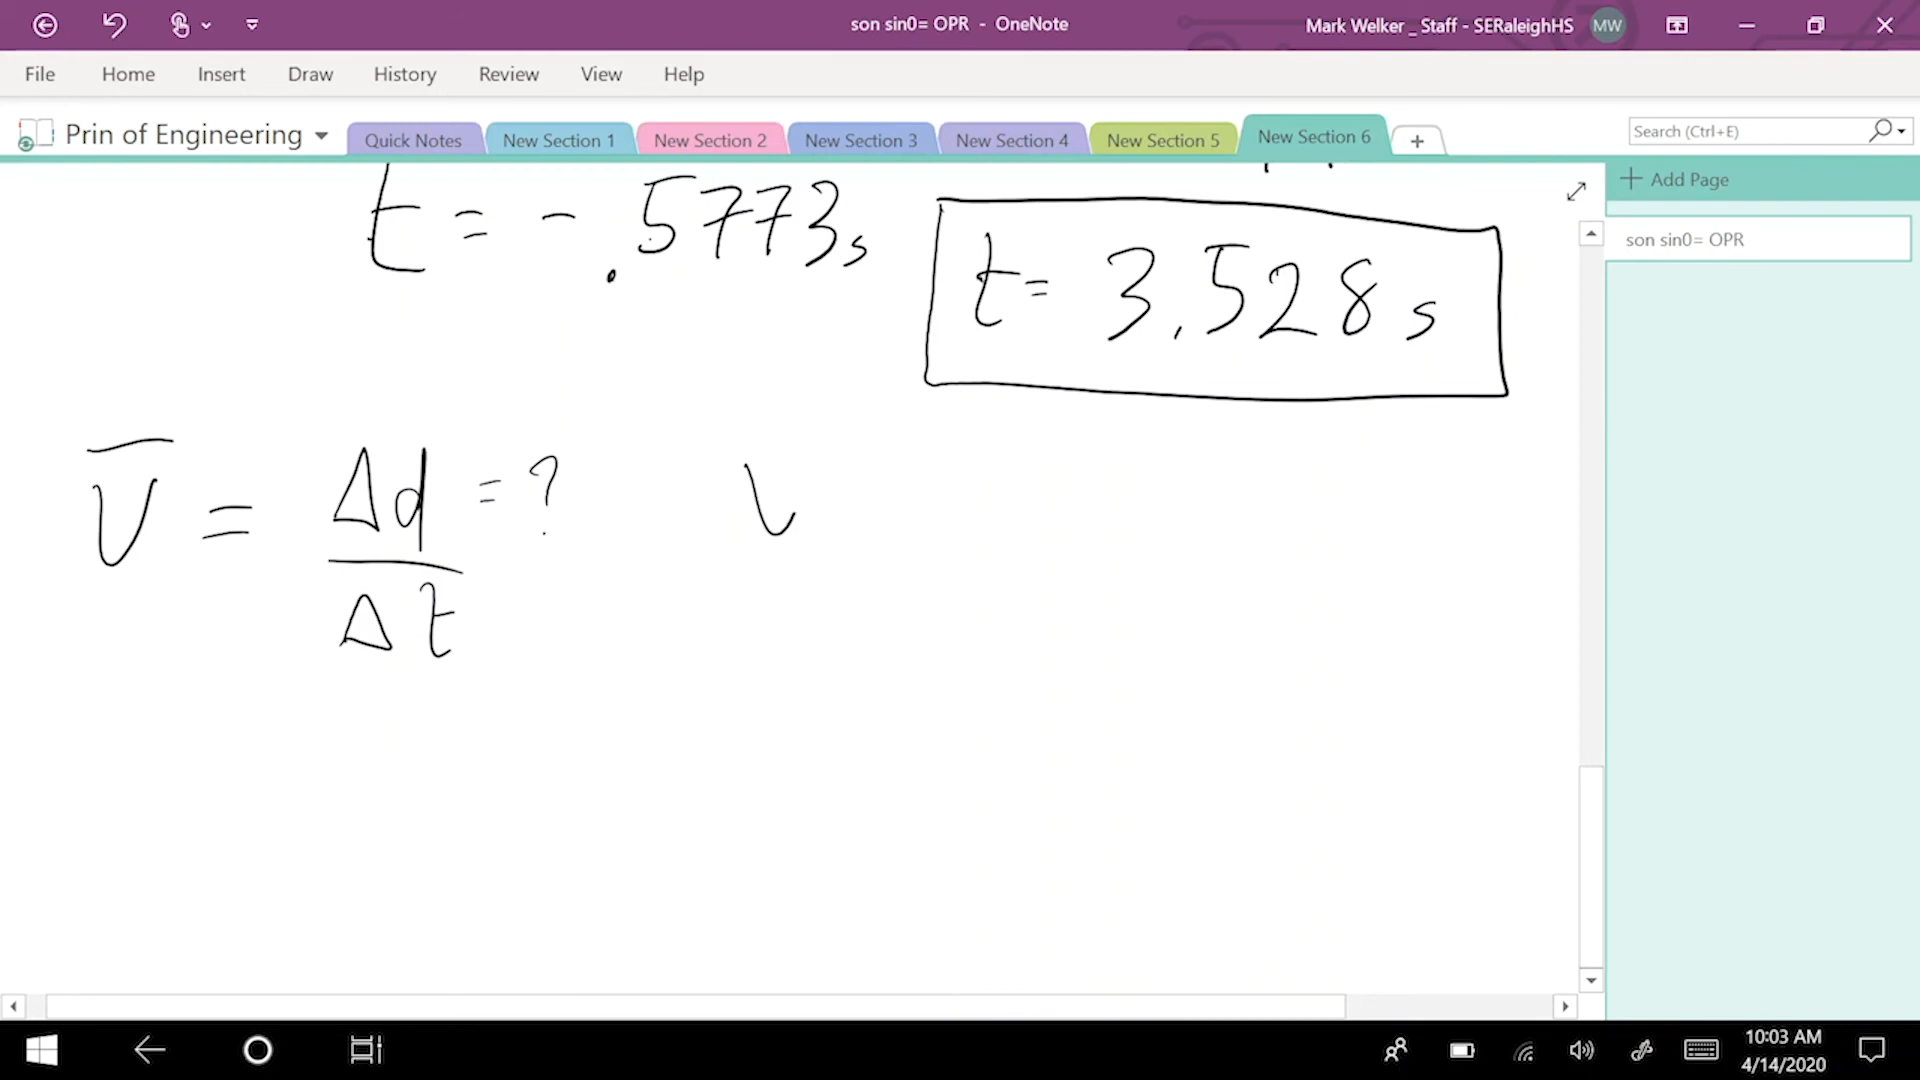 son sin0= OPR - OneNote
Mark Welker _ Staff - SERaleighHS MW
File Home Insert Draw History Review View Help
Prin of Engineering
Quick Notes New Section 1 New Section 2 New Section 3 New Section 4 New Section 5 New Section 6 +
Search (Ctrl+E)
+ Add Page
son sin0= OPR
t = - .5773s
t = 3.528 s
V̅ = Δd = ? V
Δt
10:03 AM
4/14/2020